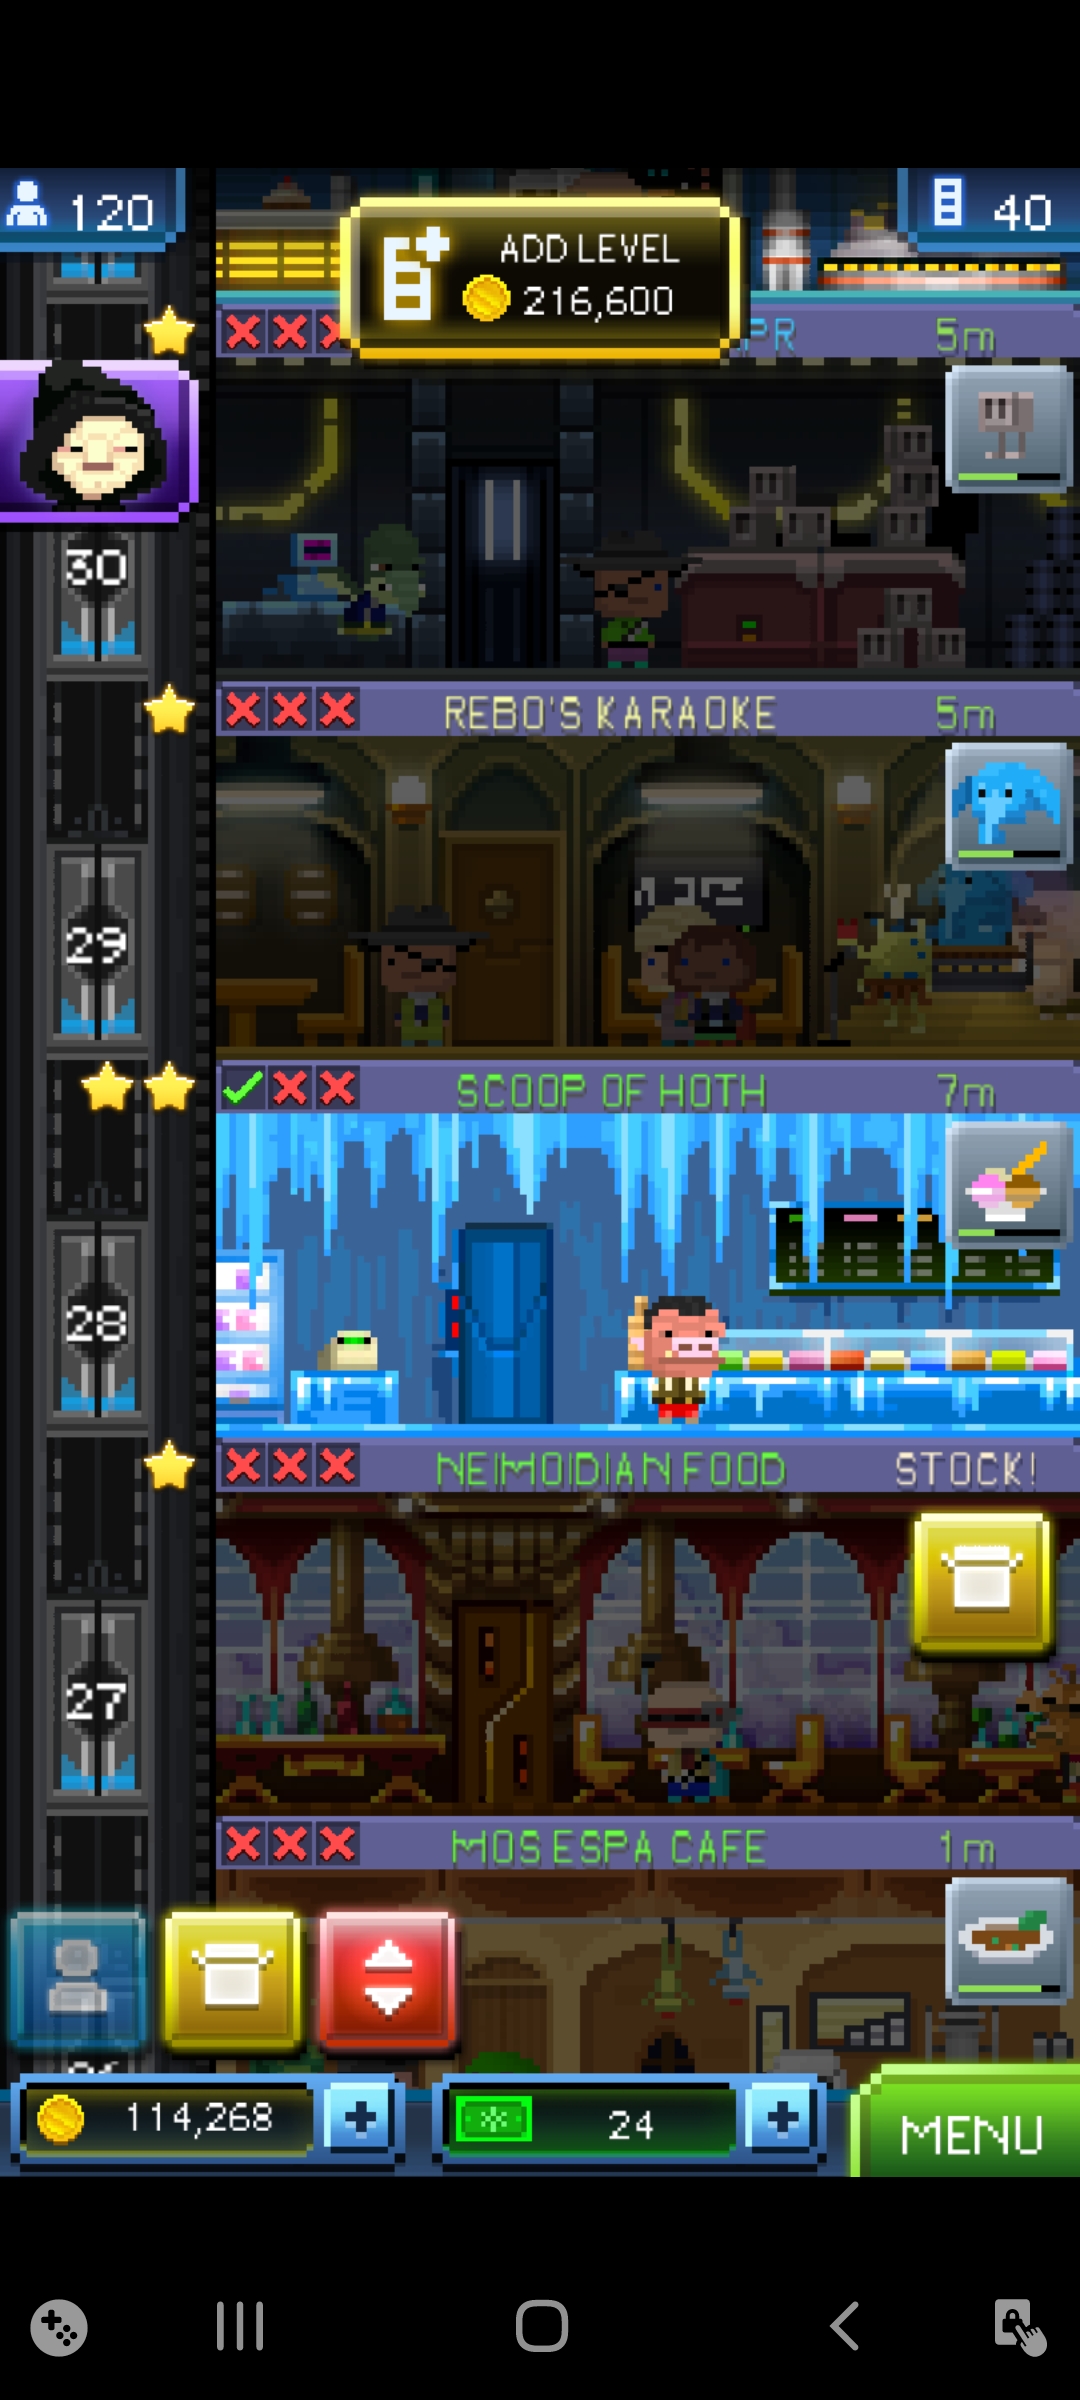 120
ADD LEVEL
216,600
40
PR 5m
30
REBO'S KARAOKE 5m
29
SCOOP OF HOTH 7m
28
NEIMOIDIAN FOOD STOCK!
27
MOS ESPA CAFE 1m
114,268
24
MENU